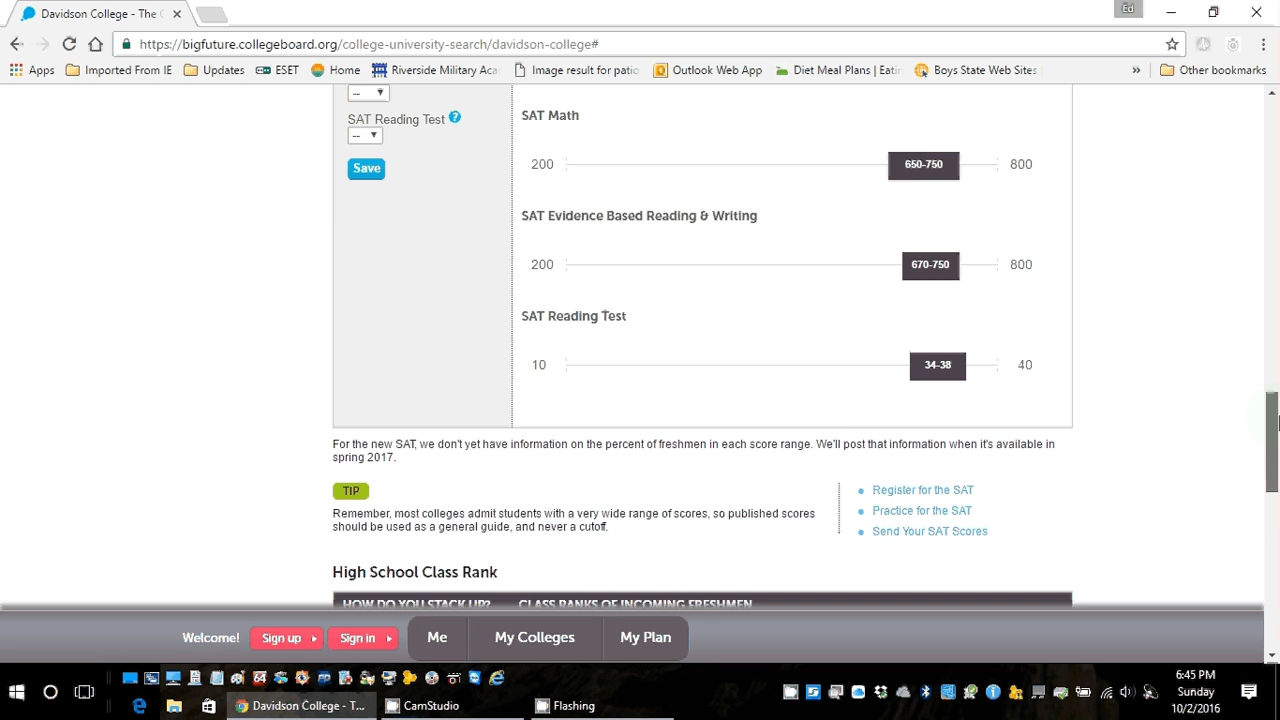 Davidson College - The C
Ed
https://bigfuture.collegeboard.org/college-university-search/davidson-college#
Apps
Imported From IE
Updates
ESET
Home
Riverside Military Aca
Image result for patio
Outlook Web App
Diet Meal Plans | Eatin
Boys State Web Sites
»
Other bookmarks
--
SAT Reading Test ?
--
Save
SAT Math
200 650-750 800
SAT Evidence Based Reading & Writing
200 670-750 800
SAT Reading Test
10 34-38 40
For the new SAT, we don't yet have information on the percent of freshmen in each score range. We'll post that information when it's available in
spring 2017.
TIP
Remember, most colleges admit students with a very wide range of scores, so published scores
should be used as a general guide, and never a cutoff.
Register for the SAT
Practice for the SAT
Send Your SAT Scores
High School Class Rank
HOW DO YOU STACK UP? CLASS RANKS OF INCOMING FRESHMEN
Welcome! Sign up Sign in Me My Colleges My Plan
Davidson College - T...
CamStudio
Flashing
6:45 PM
Sunday
10/2/2016